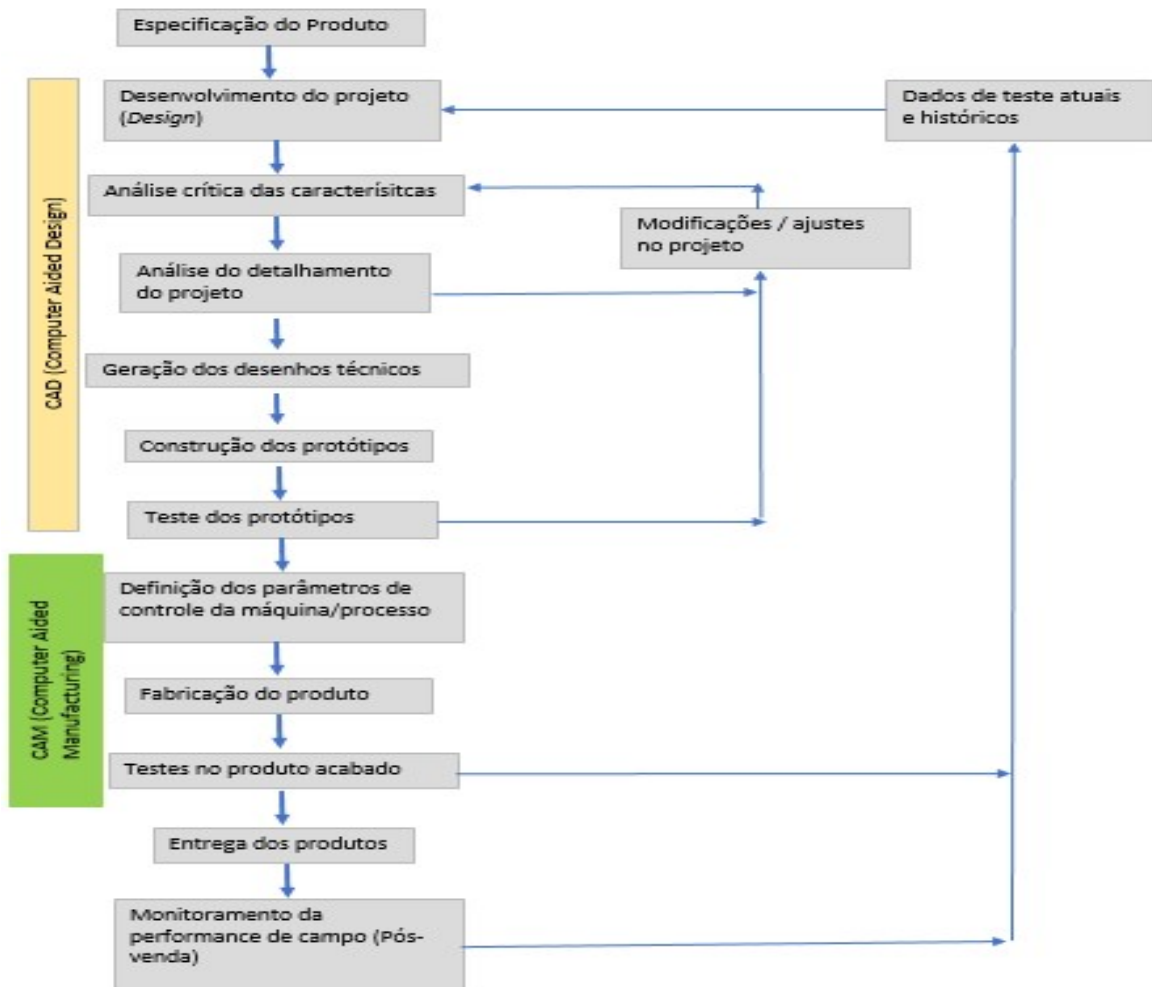 Especificação do Produto
Desenvolvimento do projeto
(Design)
Dados de teste atuais
e históricos
Análise crítica das caracterísitcas
Modificações / ajustes
no projeto
Análise do detalhamento
do projeto
Geração dos desenhos técnicos
Construção dos protótipos
Teste dos protótipos
CAD (Computer Aided Design)
Definição dos parâmetros de
controle da máquina/processo
Fabricação do produto
Testes no produto acabado
CAM (Computer Aided
Manufacturing)
Entrega dos produtos
Monitoramento da
performance de campo (Pós-
venda)